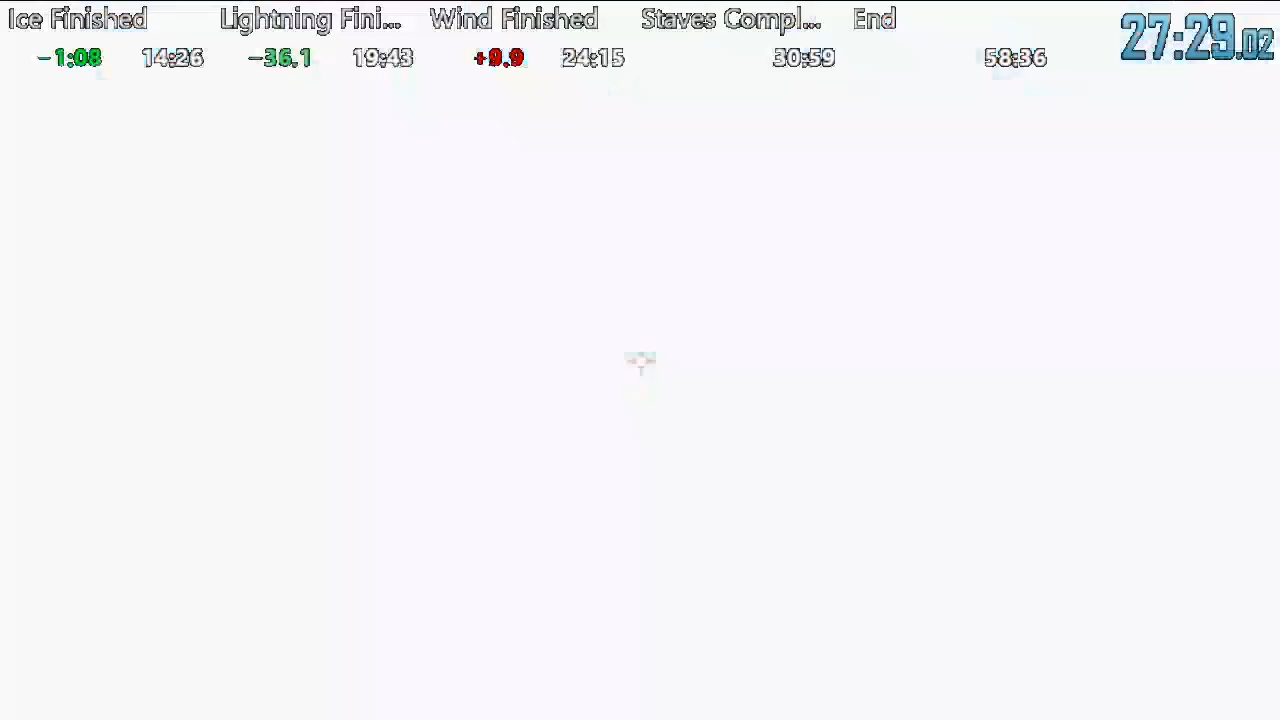 Ice Finished Lightning Fini... Wind Finished Staves Compl... End
−1:08 14:26 −36.1 19:43 +9.9 24:15 30:59 58:36
27:29.02